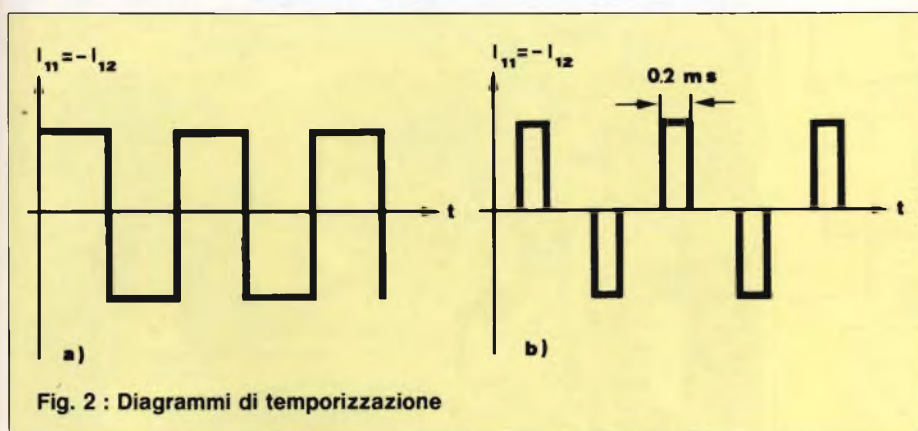 I₁₁=-I₁₂
t
a)
I₁₁=-I₁₂
0.2 ms
t
b)
Fig. 2 : Diagrammi di temporizzazione